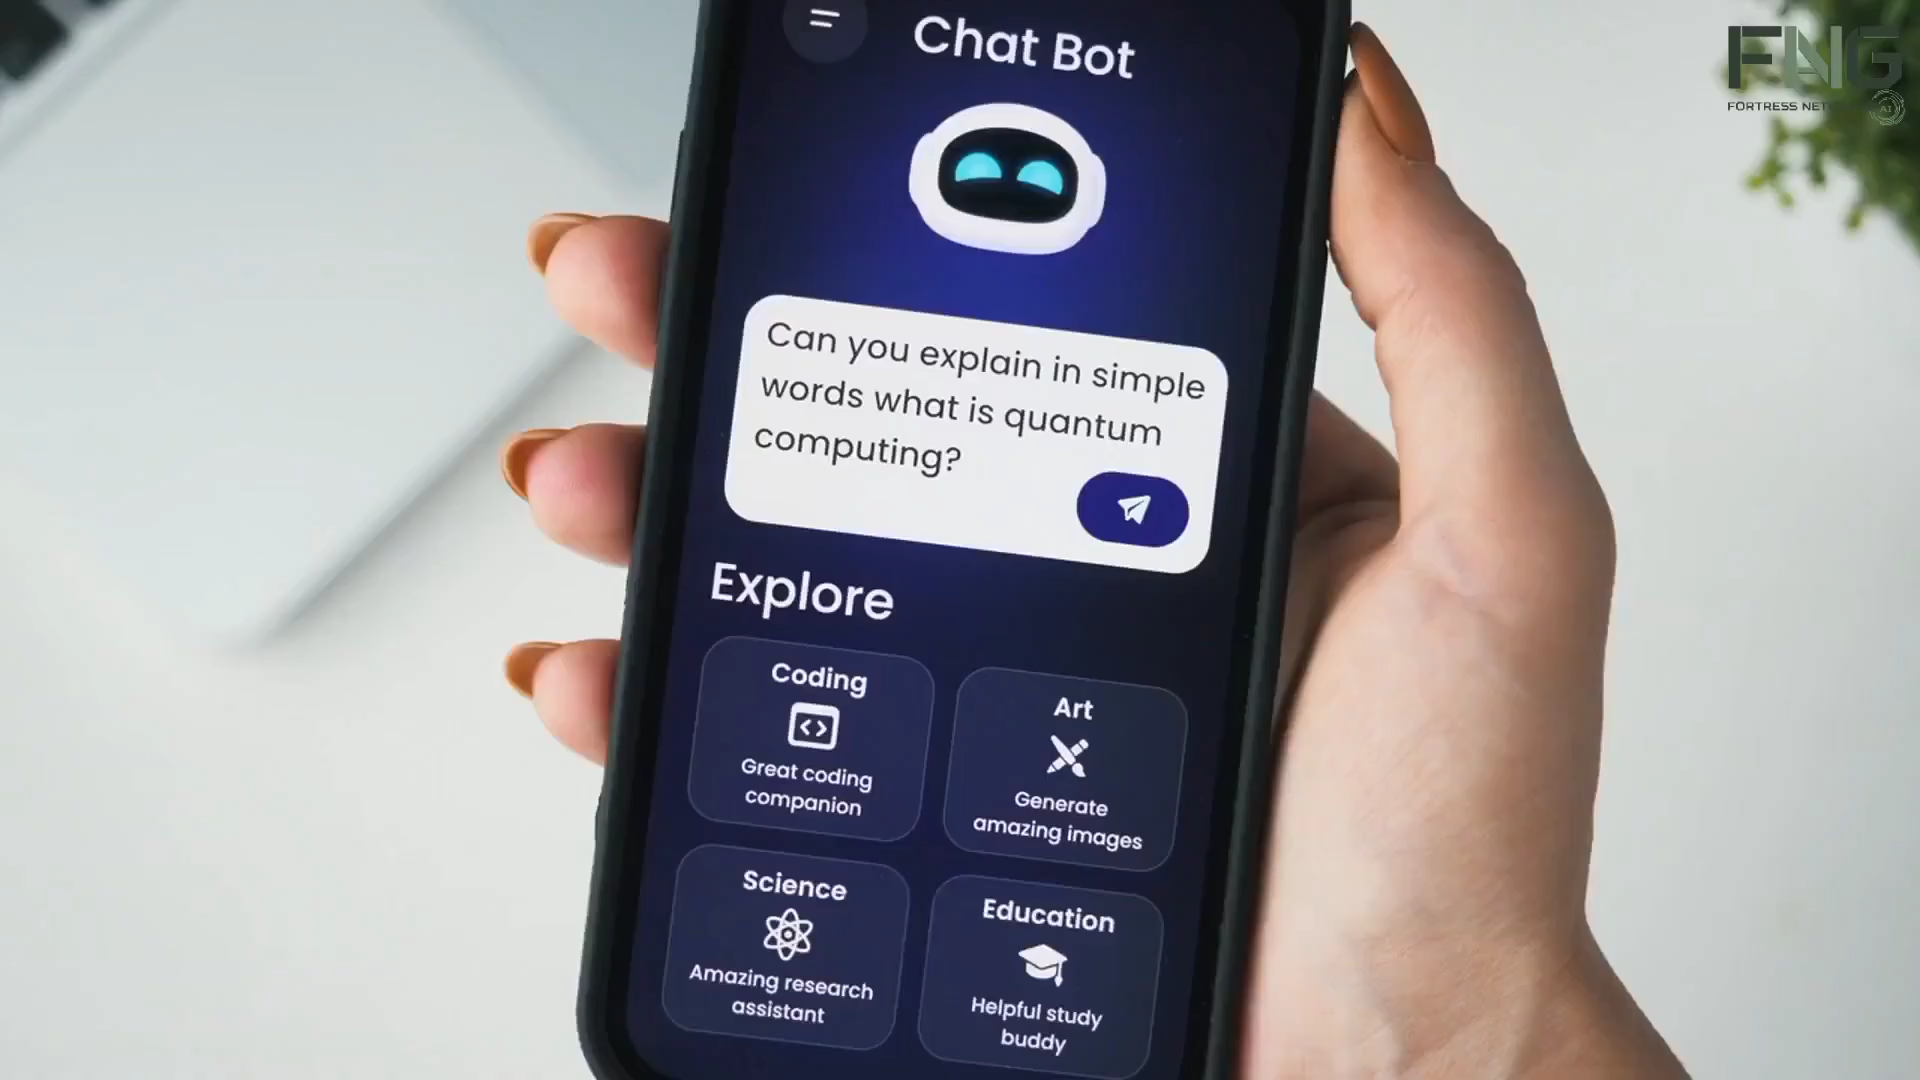 Chat Bot
Can you explain in simple
words what is quantum
computing?
Explore
Coding
Great coding
companion
Art
Generate
amazing images
Science
Amazing research
assistant
Education
Helpful study
buddy
FNG
FORTRESS
AI